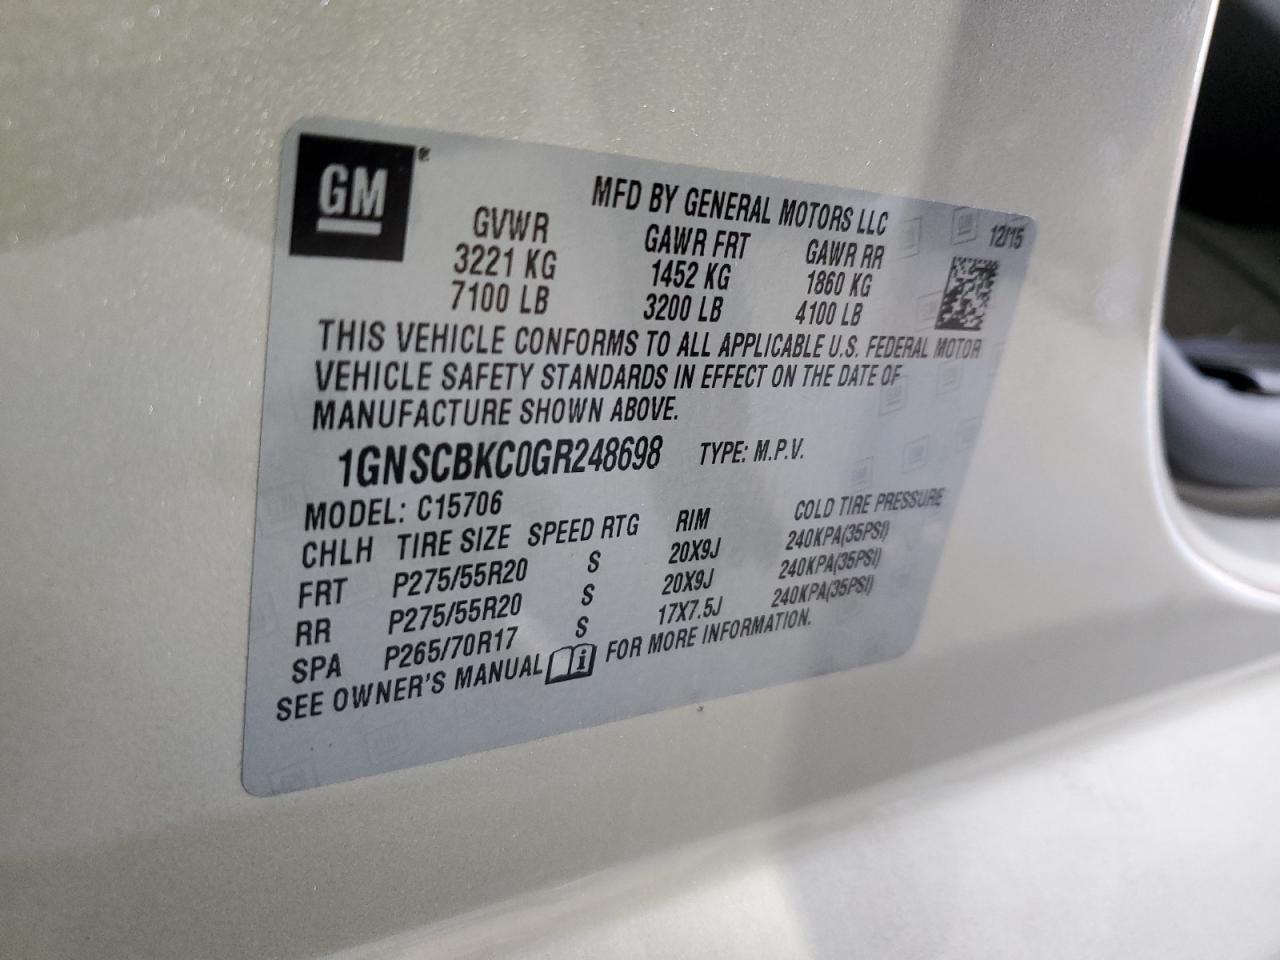 GM ®
MFD BY GENERAL MOTORS LLC
12/15
GVWR GAWR FRT GAWR RR
3221 KG 1452 KG 1860 KG
7100 LB 3200 LB 4100 LB
THIS VEHICLE CONFORMS TO ALL APPLICABLE U.S. FEDERAL MOTOR
VEHICLE SAFETY STANDARDS IN EFFECT ON THE DATE OF
MANUFACTURE SHOWN ABOVE.
1GNSCBKC0GR248698 TYPE: M.P.V.
MODEL: C15706
CHLH TIRE SIZE SPEED RTG RIM COLD TIRE PRESSURE
FRT P275/55R20 S 20X9J 240KPA(35PSI)
RR P275/55R20 S 20X9J 240KPA(35PSI)
SPA P265/70R17 S 17X7.5J 240KPA(35PSI)
SEE OWNER'S MANUAL i FOR MORE INFORMATION.